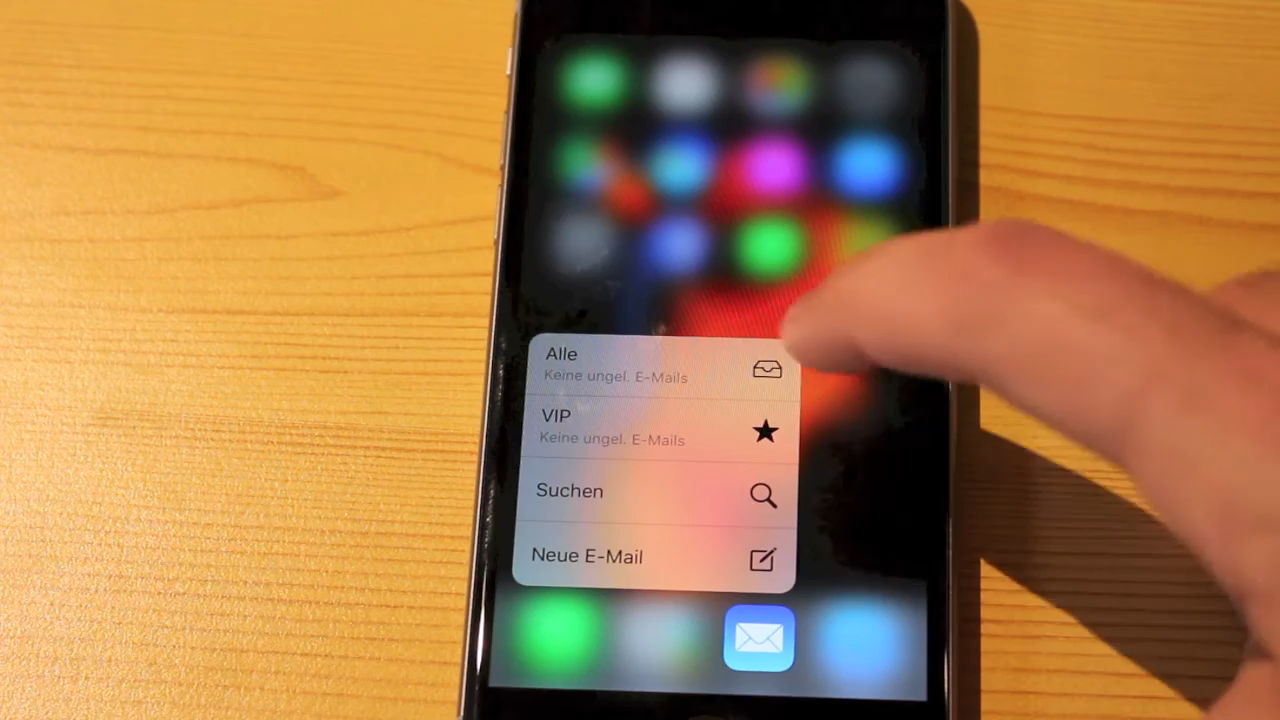 Alle
Keine ungel. E-Mails
VIP
Keine ungel. E-Mails
Suchen
Neue E-Mail